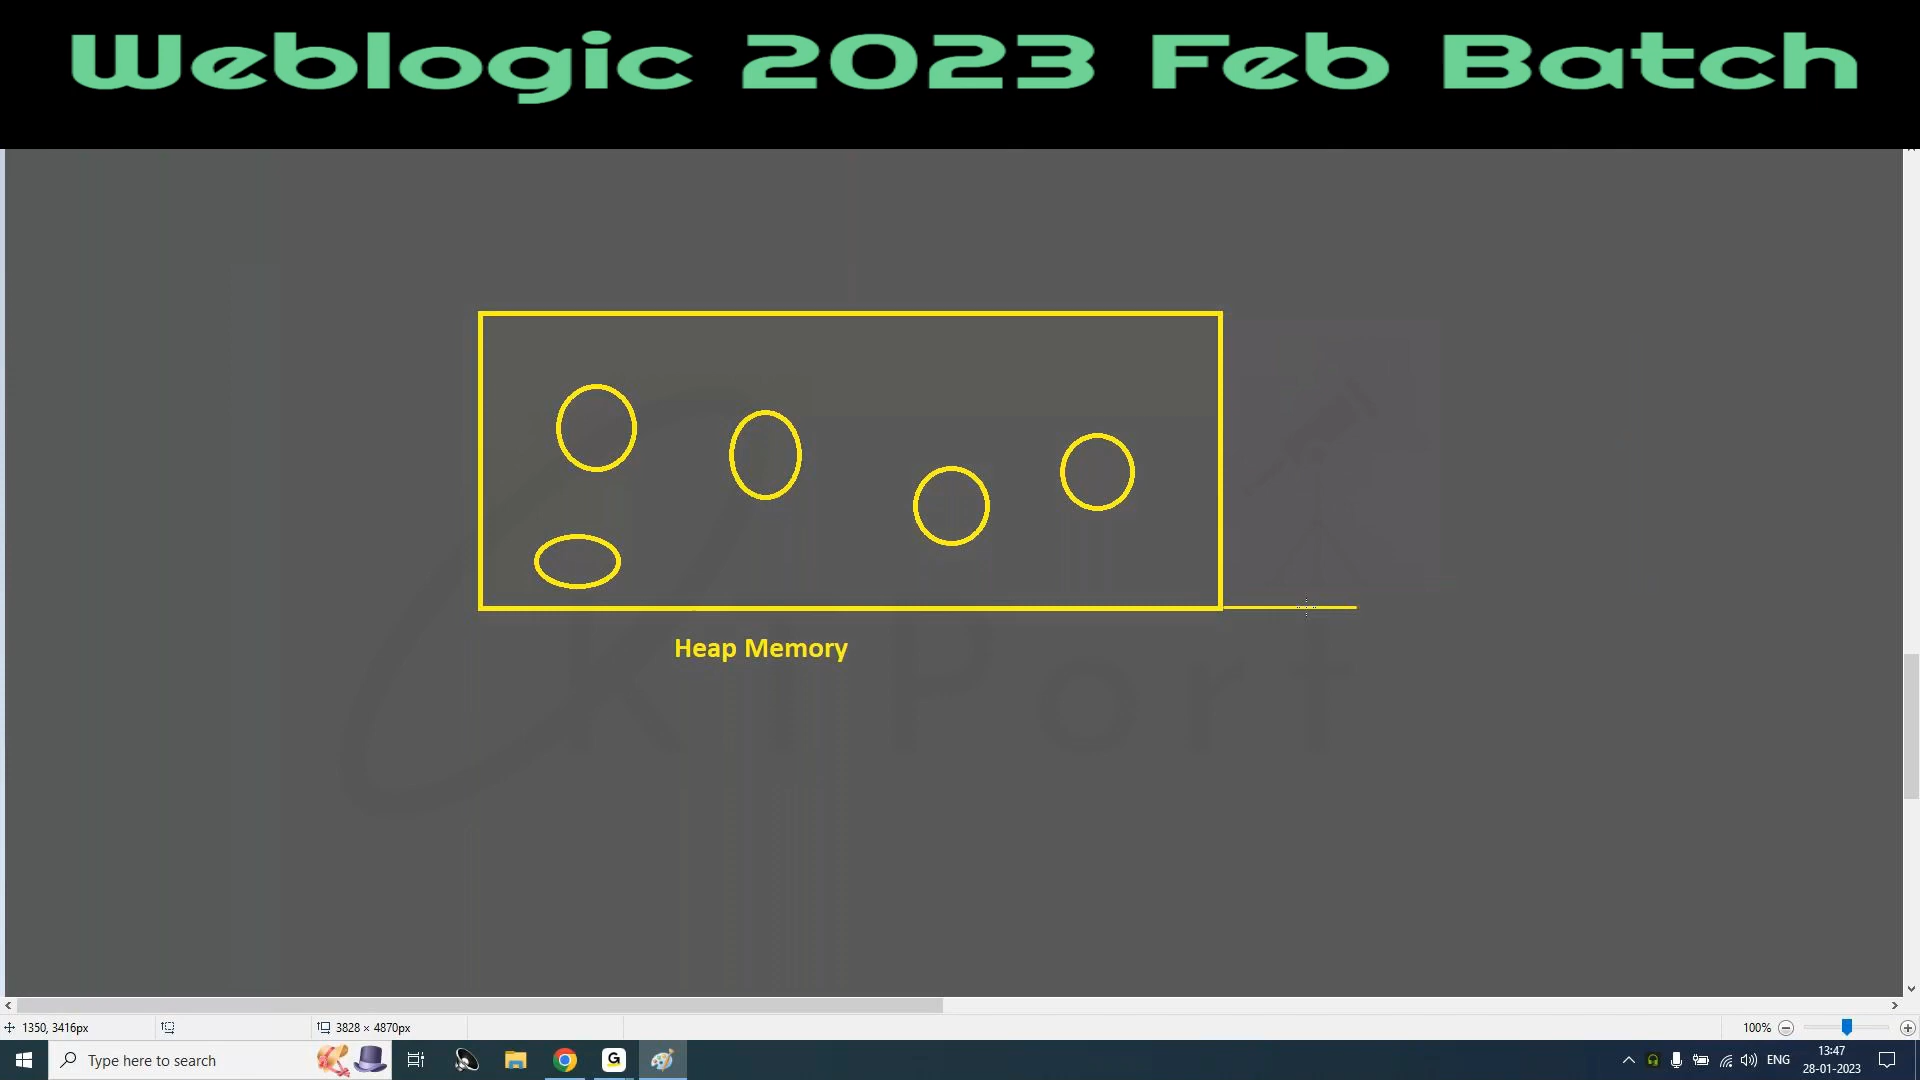 Weblogic 2023 Feb Batch
Heap Memory
KTPort
1350, 3416px
3828 × 4870px
100%
Type here to search
G
ENG
13:47
28-01-2023